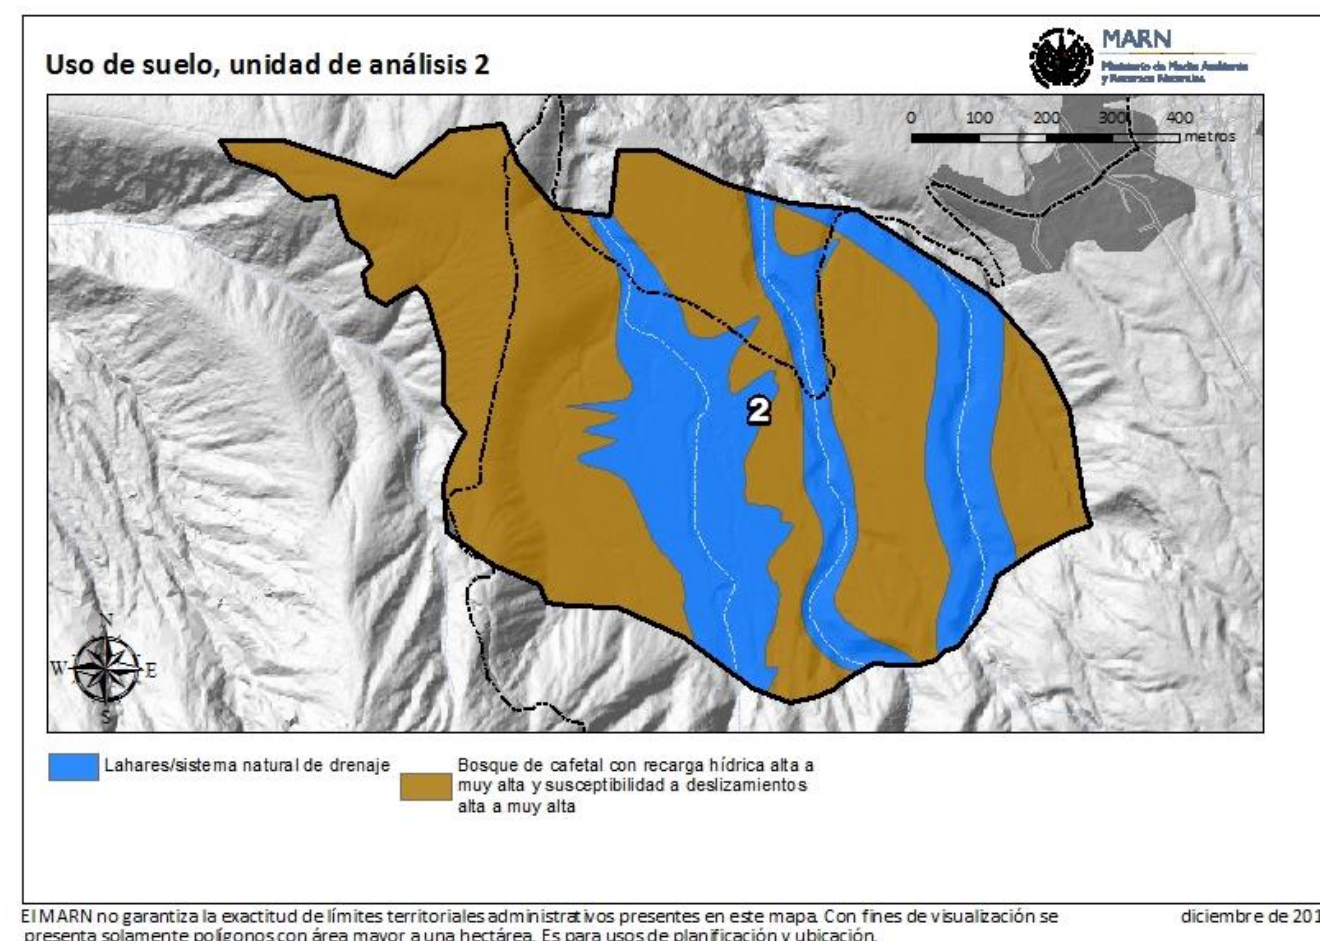 MARN
Ministerio de Medio Ambiente
y Recursos Naturales
Uso de suelo, unidad de análisis 2
0 100 200 300 400
metros
2
N
W E
S
Lahares/sistema natural de drenaje
Bosque de cafetal con recarga hídrica alta a
muy alta y susceptibilidad a deslizamientos
alta a muy alta
El MARN no garantiza la exactitud de límites territoriales administrativos presentes en este mapa. Con fines de visualización se
presenta solamente polígonos con área mayor a una hectárea. Es para usos de planificación y ubicación.
diciembre de 201